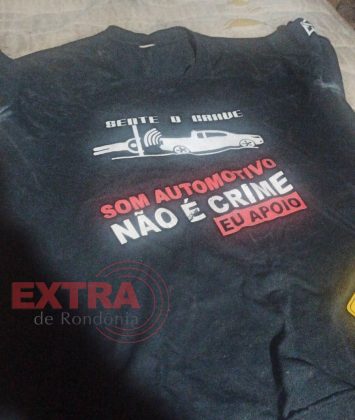 SENTE O GRAVE
SOM AUTOMOTIVO
NÃO É CRIME
EU APOIO
EXTRA
de Rondônia